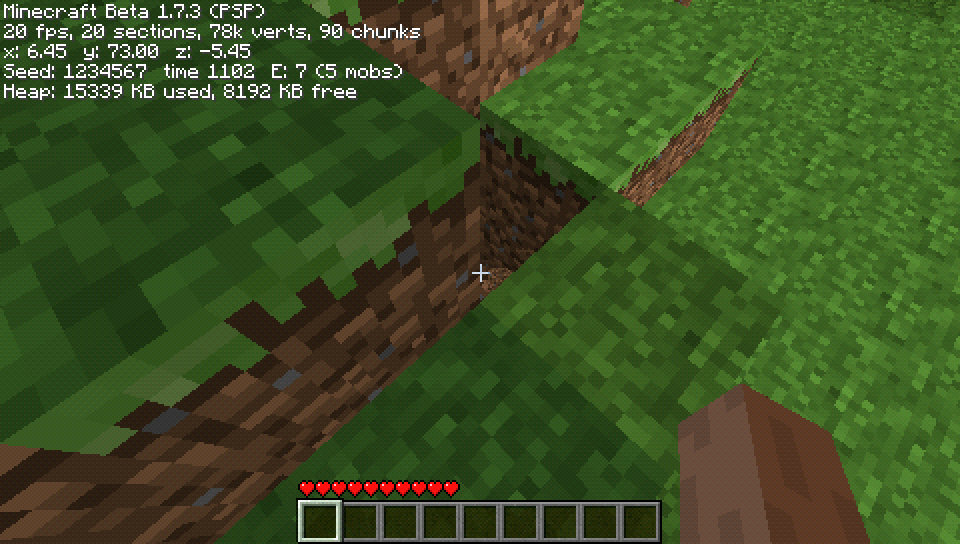 Minecraft Beta 1.7.3 (PSP)
20 fps, 20 sections, 78k verts, 90 chunks
x: 6.45 y: 73.00 z: -5.45
Seed: 1234567 time 1102 E: 7 (5 mobs)
Heap: 15339 KB used, 8192 KB free